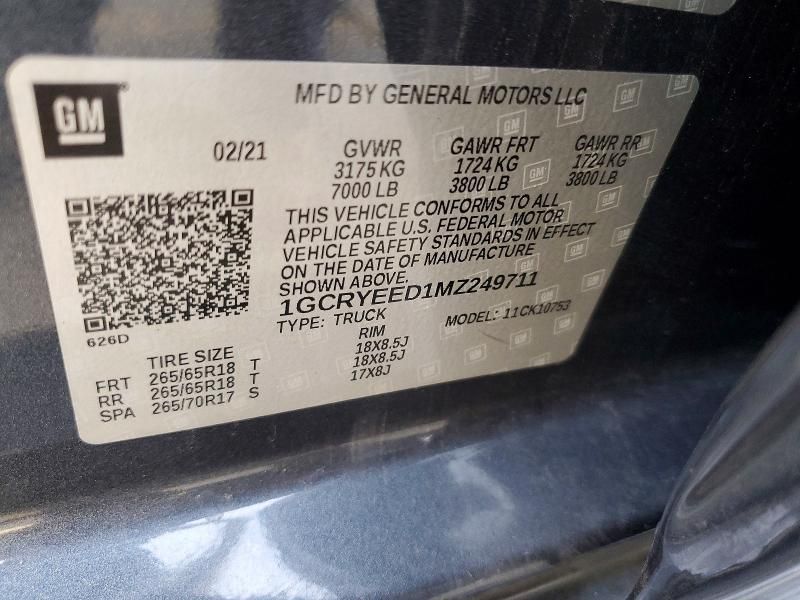 GM
MFD BY GENERAL MOTORS LLC
02/21
GVWR GAWR FRT GAWR RR
3175 KG 1724 KG 1724 KG
7000 LB 3800 LB 3800 LB
THIS VEHICLE CONFORMS TO ALL
APPLICABLE U.S. FEDERAL MOTOR
VEHICLE SAFETY STANDARDS IN EFFECT
ON THE DATE OF MANUFACTURE
SHOWN ABOVE.
1GCRYEED1MZ249711
TYPE: TRUCK MODEL: 11CK10753
626D
TIRE SIZE RIM
FRT 265/65R18 T 18X8.5J
RR 265/65R18 T 18X8.5J
SPA 265/70R17 S 17X8J